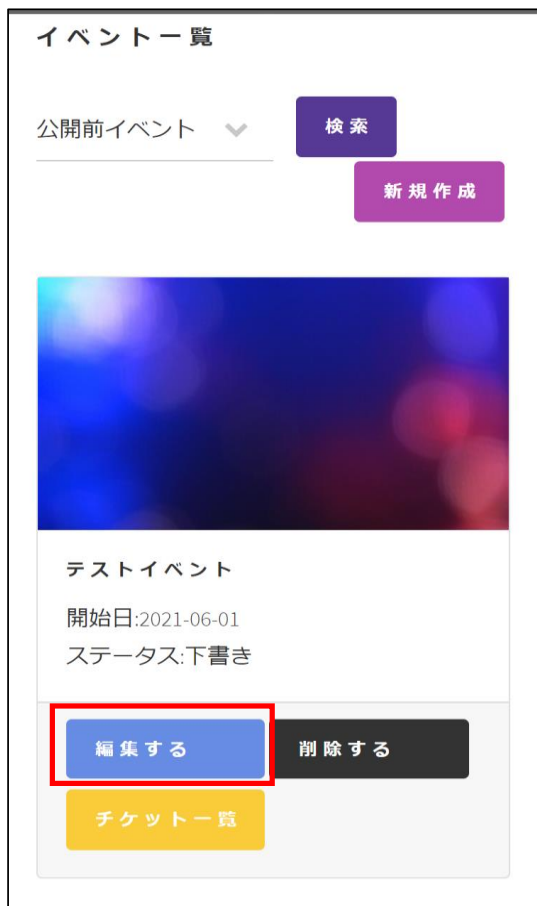 イベント一覧
公開前イベント
検索
新規作成
テストイベント
開始日:2021-06-01
ステータス:下書き
編集する
削除する
チケット一覧